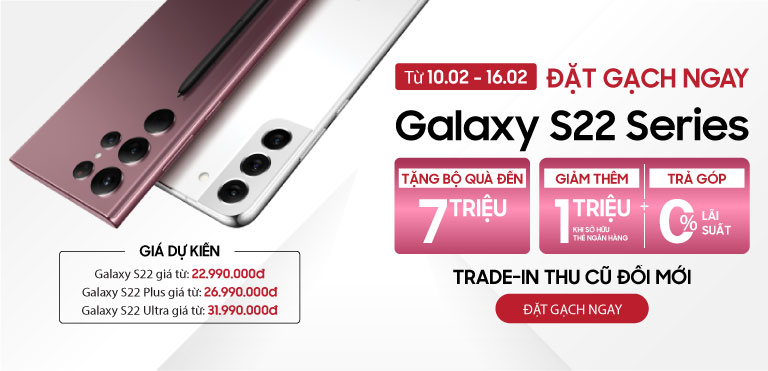 TỪ 10.02 - 16.02 ĐẶT GẠCH NGAY
Galaxy S22 Series
TẶNG BỘ QUÀ ĐẾN
7 TRIỆU
GIẢM THÊM
1 TRIỆU
KHI SỞ HỮU
THẺ NGÂN HÀNG
+
TRẢ GÓP
0% LÃI
SUẤT
GIÁ DỰ KIẾN
Galaxy S22 giá từ: 22.990.000đ
Galaxy S22 Plus giá từ: 26.990.000đ
Galaxy S22 Ultra giá từ: 31.990.000đ
TRADE-IN THU CŨ ĐỔI MỚI
ĐẶT GẠCH NGAY